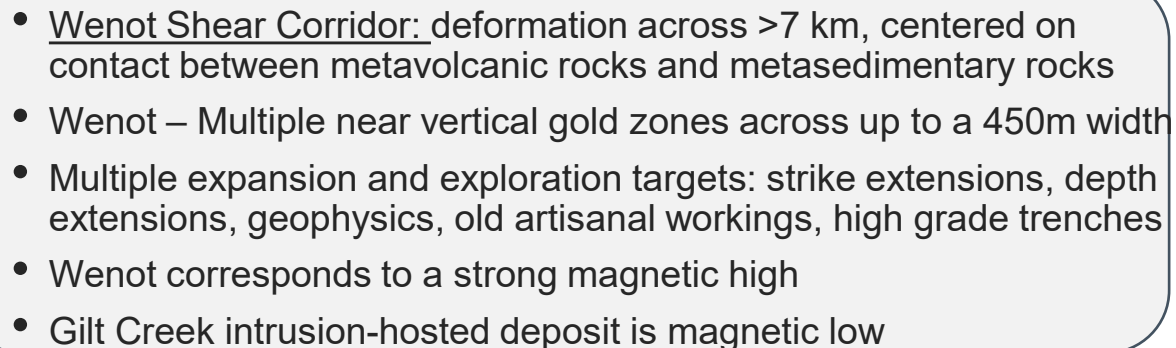 • Wenot Shear Corridor: deformation across >7 km, centered on
contact between metavolcanic rocks and metasedimentary rocks
• Wenot – Multiple near vertical gold zones across up to a 450m width
• Multiple expansion and exploration targets: strike extensions, depth
extensions, geophysics, old artisanal workings, high grade trenches
• Wenot corresponds to a strong magnetic high
• Gilt Creek intrusion-hosted deposit is magnetic low